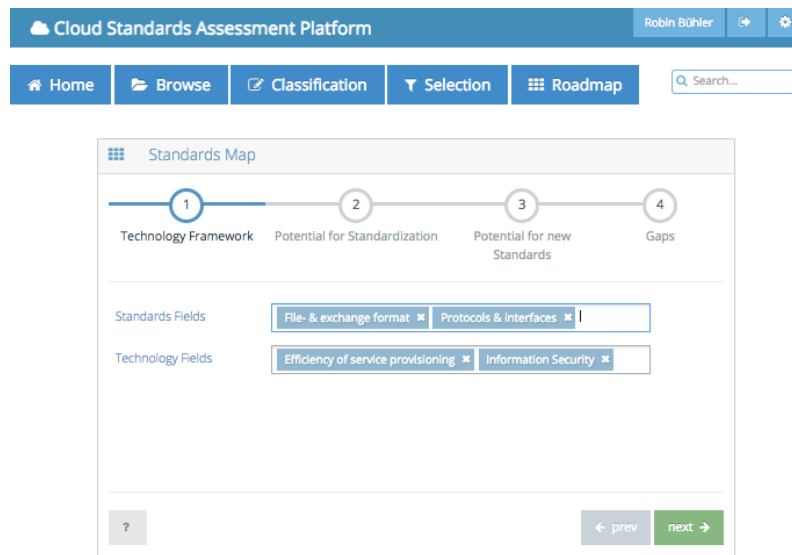 Cloud Standards Assessment Platform
Robin Bühler
Home
Browse
Classification
Selection
Roadmap
Search...
Standards Map
1
2
3
4
Technology Framework
Potential for Standardization
Potential for new
Standards
Gaps
Standards Fields
File- & exchange format ×
Protocols & Interfaces ×
Technology Fields
Efficiency of service provisioning ×
Information Security ×
?
← prev
next →